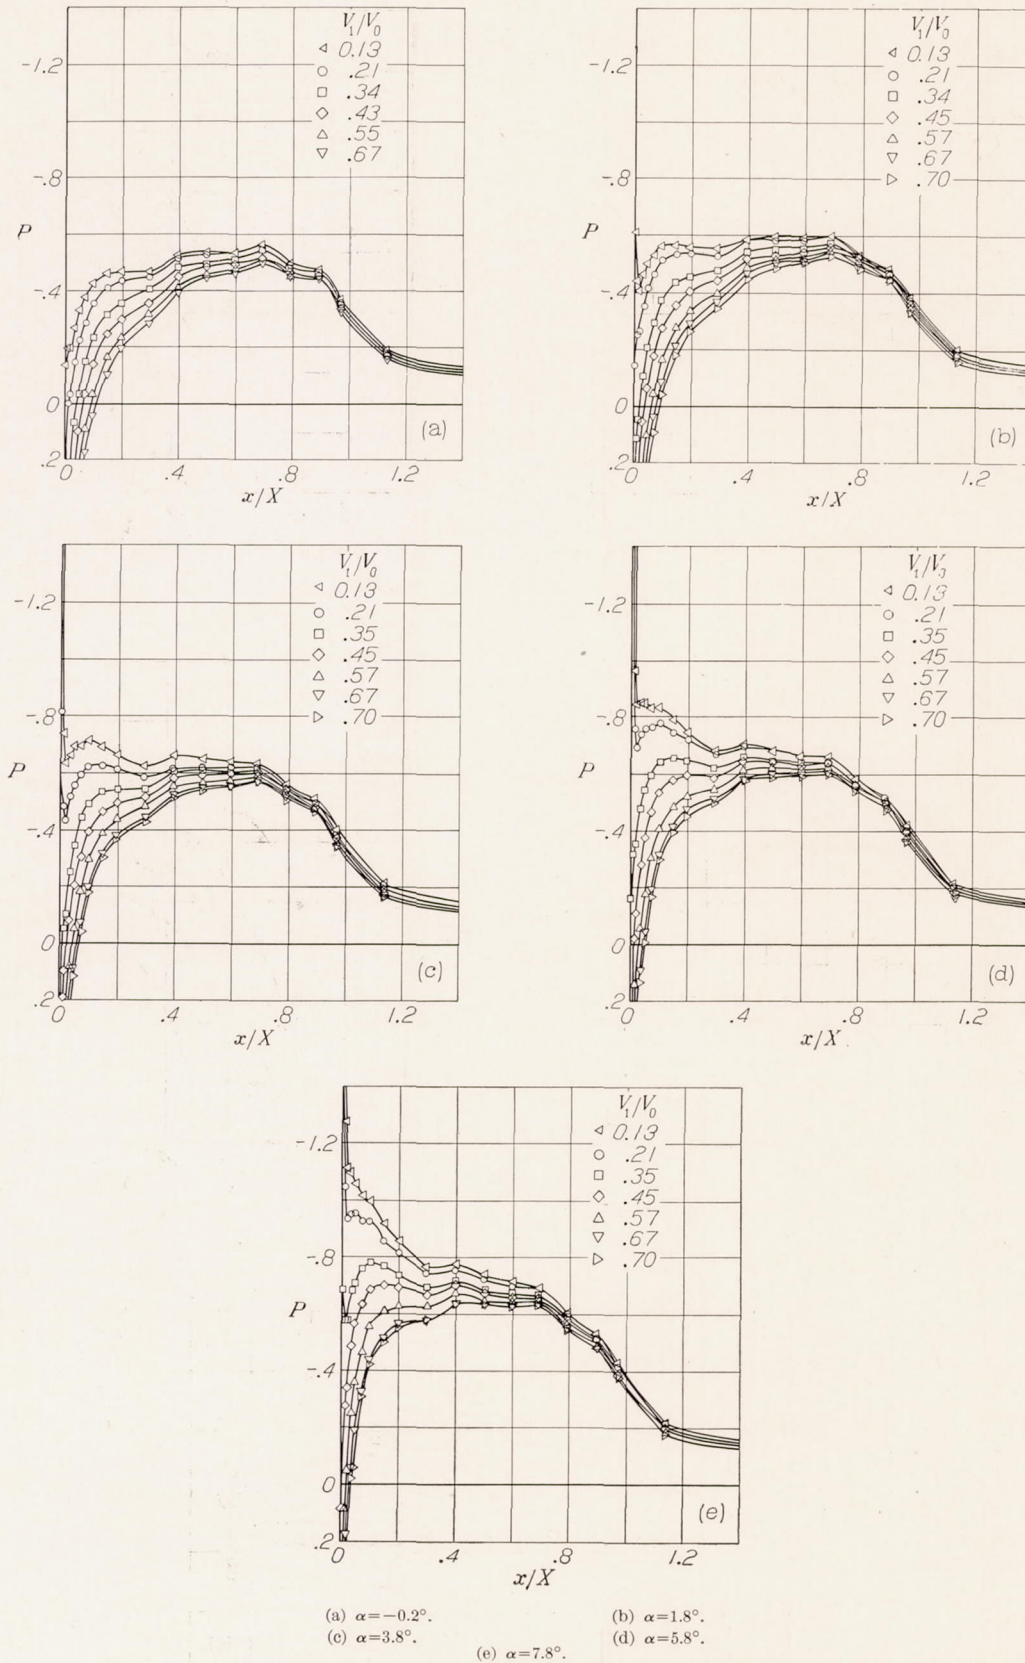 V₁/V₀
0.13
.21
.34
.43
.55
.67
-1.2
-.8
P
-.4
0
.2
0 .4 .8 1.2
x/X
(a)
V₁/V₀
0.13
.21
.34
.45
.57
.67
.70
-1.2
-.8
P
-.4
0
.2
0 .4 .8 1.2
x/X
(b)
V₁/V₀
0.13
.21
.35
.45
.57
.67
.70
-1.2
-.8
P
-.4
0
.2
0 .4 .8 1.2
x/X
(c)
V₁/V₀
0.13
.21
.35
.45
.57
.67
.70
-1.2
-.8
P
-.4
0
.2
0 .4 .8 1.2
x/X
(d)
V₁/V₀
0.13
.21
.35
.45
.57
.67
.70
-1.2
-.8
P
-.4
0
.2
0 .4 .8 1.2
x/X
(e)
(a) α=−0.2°. (b) α=1.8°.
(c) α=3.8°. (d) α=5.8°.
(e) α=7.8°.